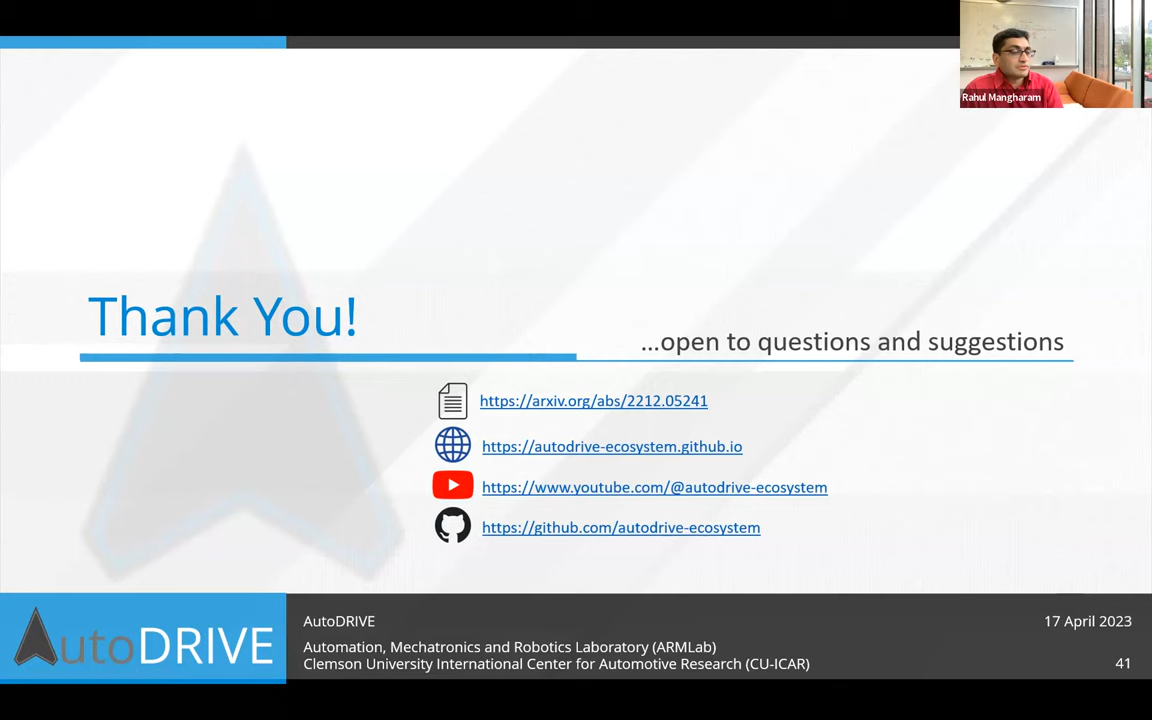 Rahul Mangharam
Thank You!
...open to questions and suggestions
https://arxiv.org/abs/2212.05241
https://autodrive-ecosystem.github.io
https://www.youtube.com/@autodrive-ecosystem
https://github.com/autodrive-ecosystem
AutoDRIVE
AutoDRIVE
17 April 2023
Automation, Mechatronics and Robotics Laboratory (ARMLab)
Clemson University International Center for Automotive Research (CU-ICAR)
41